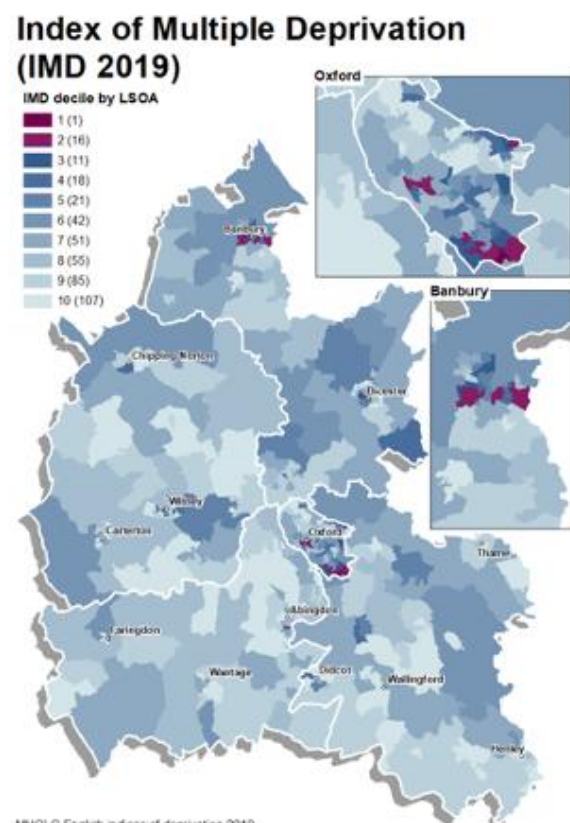 Index of Multiple Deprivation
(IMD 2019)
IMD decile by LSOA
1 (1)
2 (16)
3 (11)
4 (18)
5 (21)
6 (42)
7 (51)
8 (55)
9 (85)
10 (107)
Oxford
Banbury
Banbury
Chipping Norton
Bicester
Witney
Carterton
Oxford
Thame
Abingdon
Faringdon
Wantage
Didcot
Wallingford
Henley